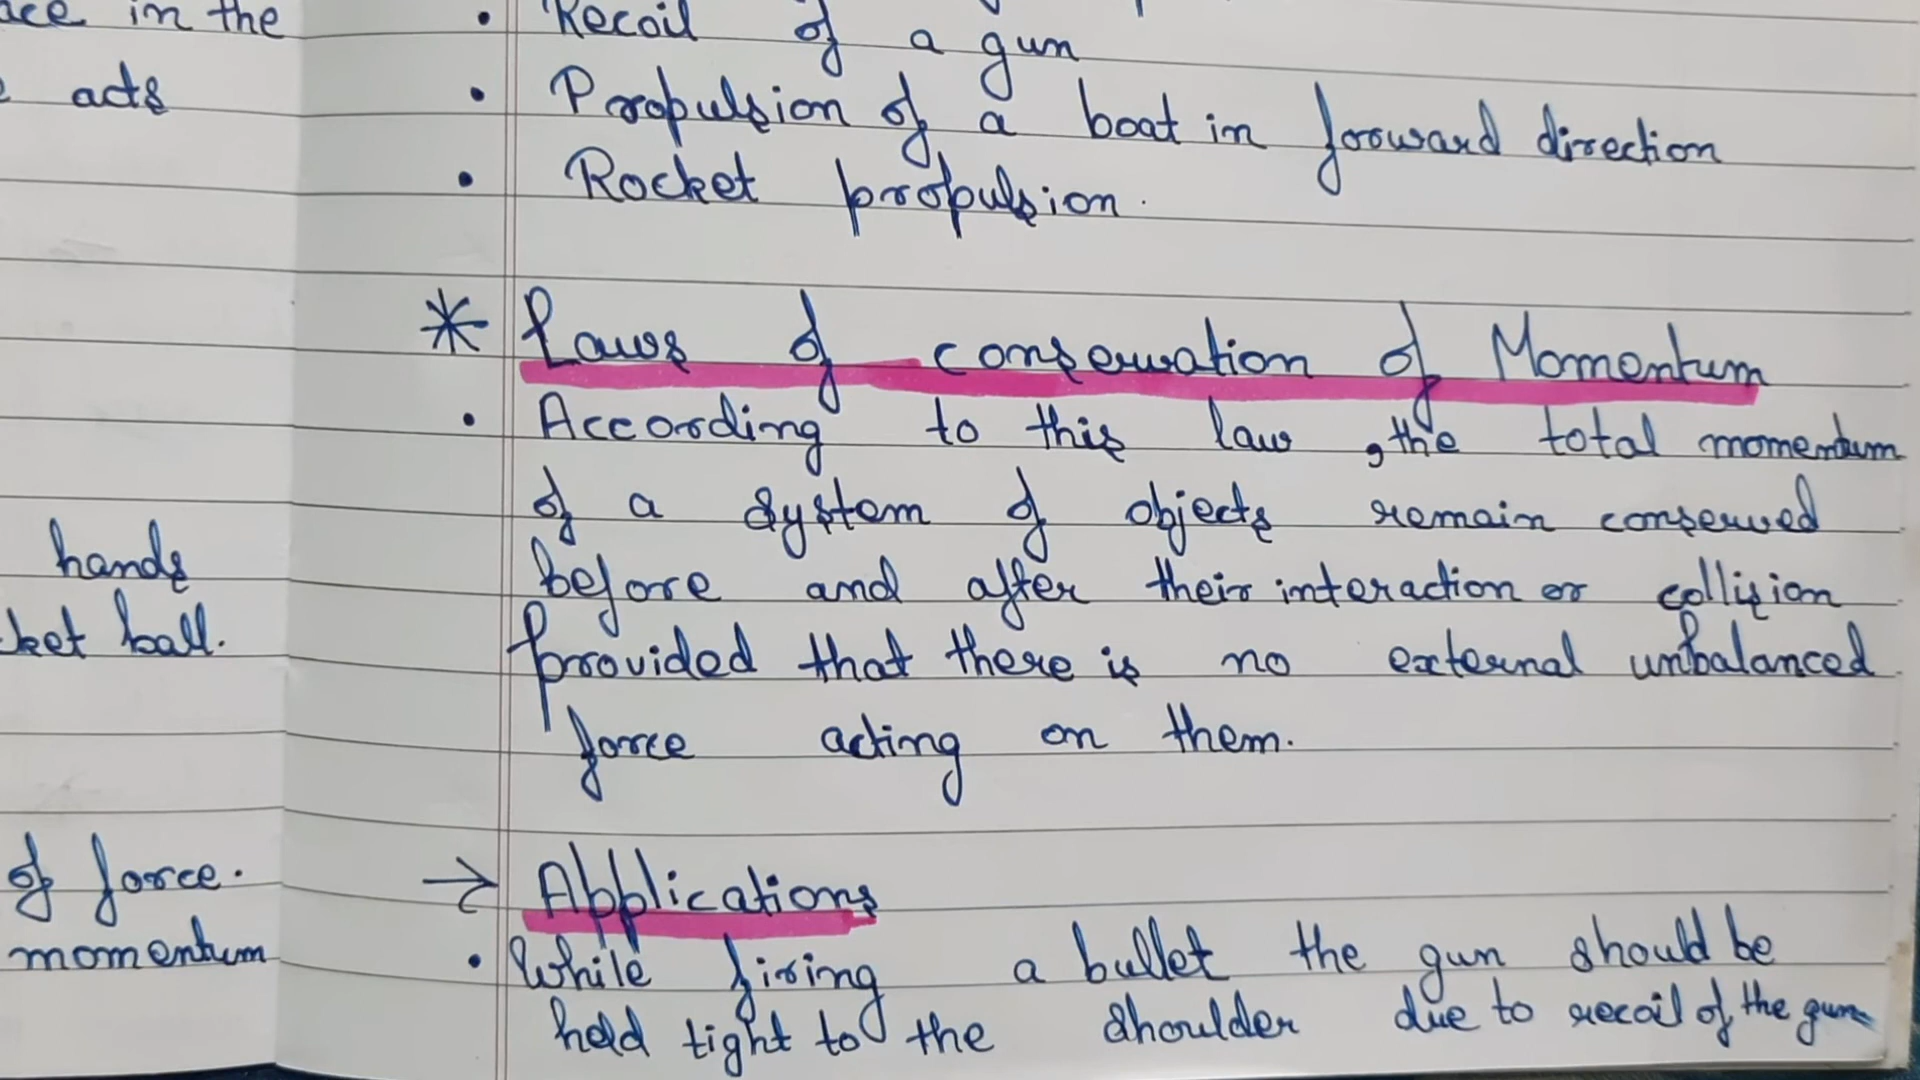 ace in the
acts
hands
ket ball.
of force.
momentum
• Recoil of a gun
• Propulsion of a boat in forward direction
• Rocket propulsion.
* Laws of conservation of Momentum
• According to this law, the total momentum
of a system of objects remain conserved
before and after their interaction or collision
provided that there is no external unbalanced
force acting on them.
→ Applications
• While firing a bullet the gun should be
held tight to the shoulder due to recoil of the gun